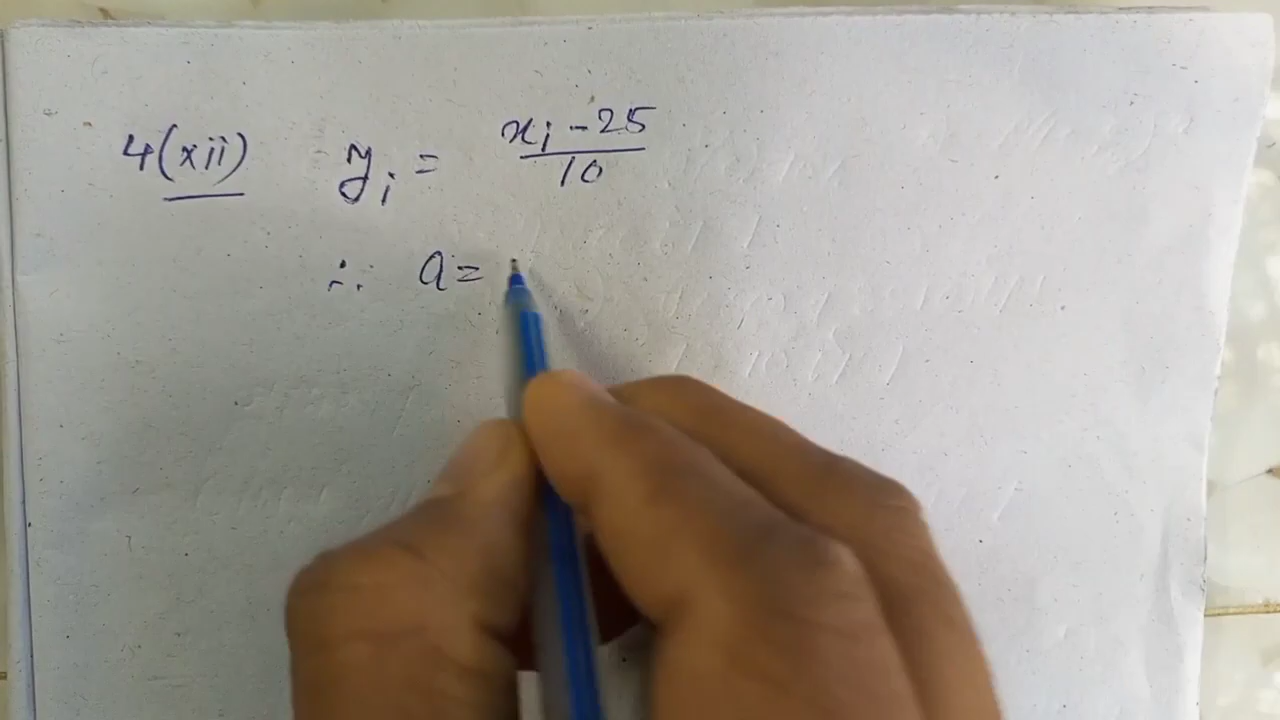 4(xii) yᵢ = xᵢ - 25 / 10
∴ a =